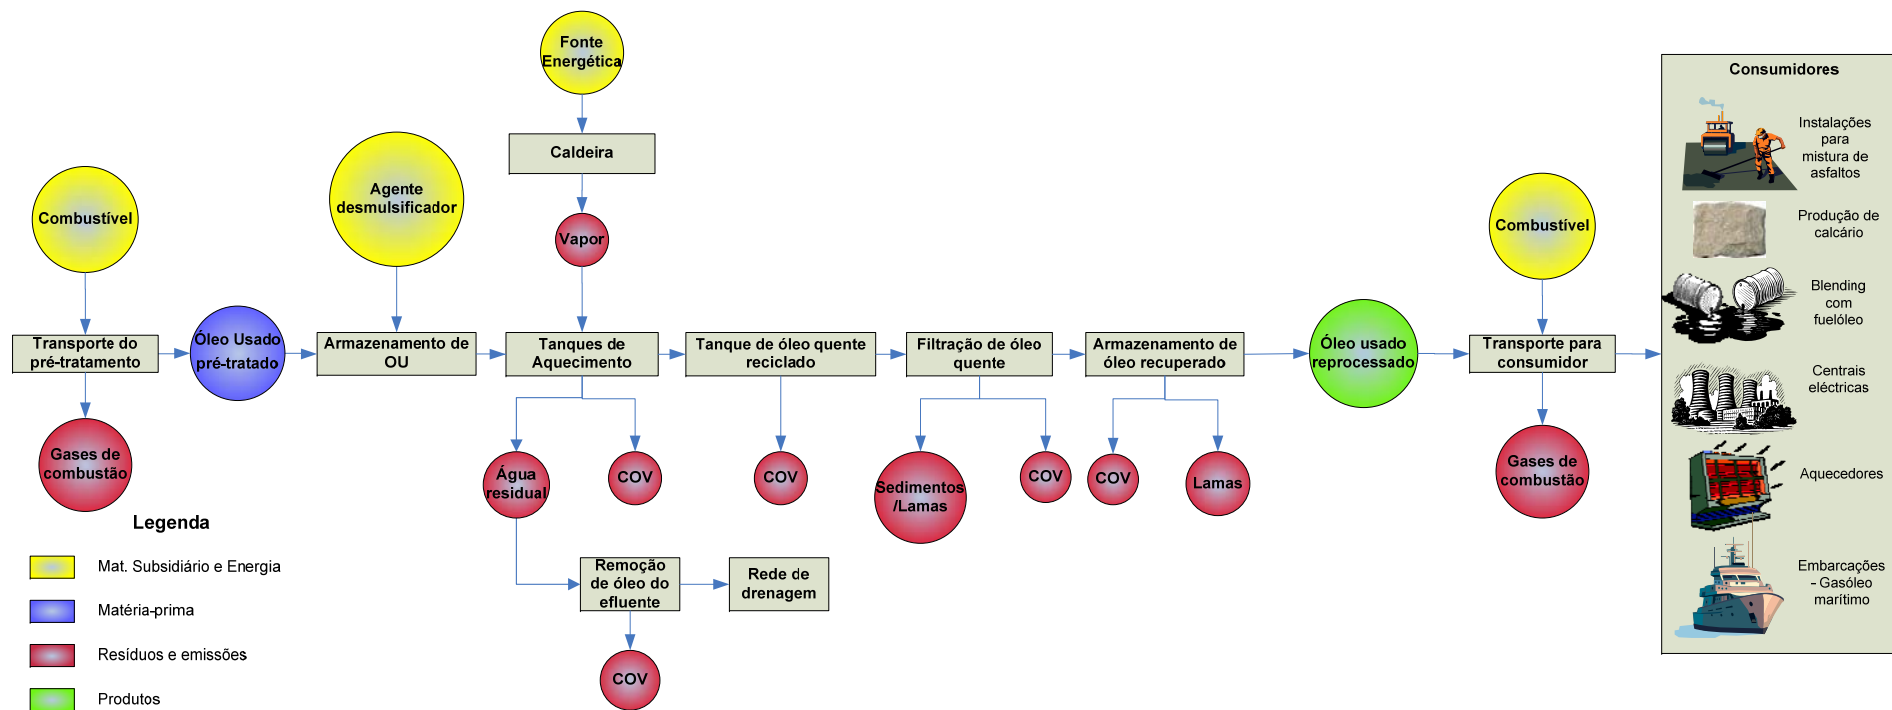 Fonte
Energética
Caldeira
Vapor
Agente
desmulsificador
Combustível
Transporte do
pré-tratamento
Óleo Usado
pré-tratado
Armazenamento de
OU
Tanques de
Aquecimento
Tanque de óleo quente
reciclado
Filtração de óleo
quente
Armazenamento de
óleo recuperado
Óleo usado
reprocessado
Combustível
Transporte para
consumidor
Gases de
combustão
Água
residual
COV
COV
Sedimentos
/Lamas
COV
COV
Lamas
Gases de
combustão
Remoção
de óleo do
efluente
Rede de
drenagem
COV
Legenda
Mat. Subsidiário e Energia
Matéria-prima
Resíduos e emissões
Produtos
Consumidores
Instalações
para
mistura de
asfaltos
Produção de
calcário
Blending
com
fuelóleo
Centrais
eléctricas
Aquecedores
Embarcações
- Gasóleo
marítimo